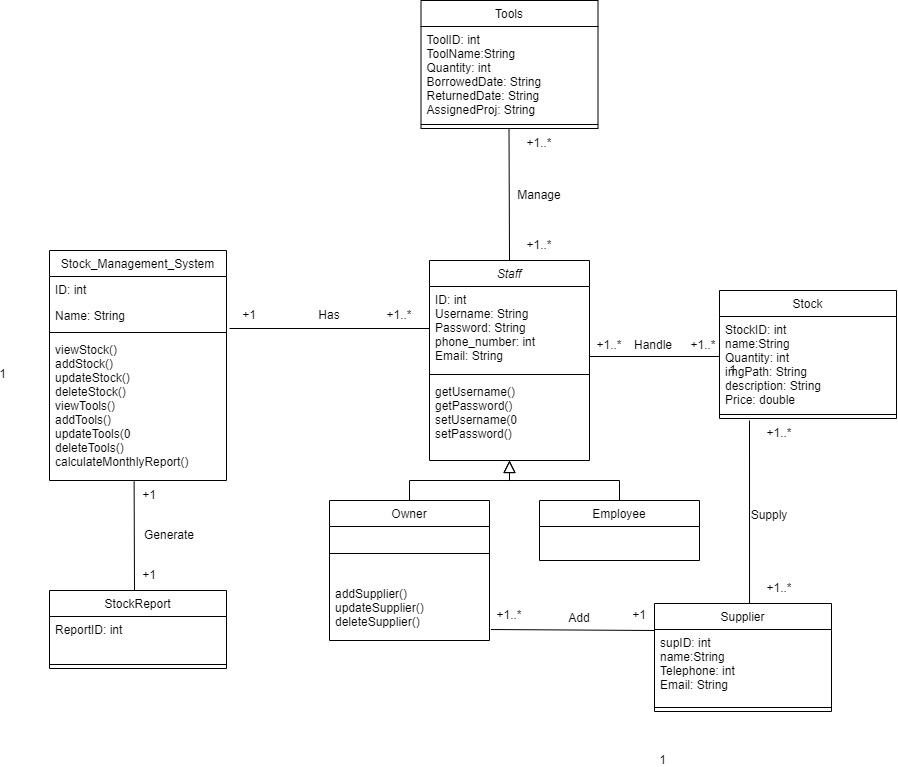 Tools
ToolID: int
ToolName:String
Quantity: int
BorrowedDate: String
ReturnedDate: String
AssignedProj: String
+1..*
Manage
+1..*
Stock_Management_System
ID: int
Name: String
viewStock()
addStock()
updateStock()
deleteStock()
viewTools()
addTools()
updateTools(0
deleteTools()
calculateMonthlyReport()
+1
Has
+1..*
Staff
ID: int
Username: String
Password: String
phone_number: int
Email: String
getUsername()
getPassword()
setUsername(0
setPassword()
+1..*
Handle
+1..*
Stock
StockID: int
name:String
Quantity: int
imgPath: String
description: String
Price: double
1
1
+1
Generate
+1
StockReport
ReportID: int
Owner
addSupplier()
updateSupplier()
deleteSupplier()
Employee
+1..*
Supply
+1..*
+1..*
Add
+1
Supplier
supID: int
name:String
Telephone: int
Email: String
1